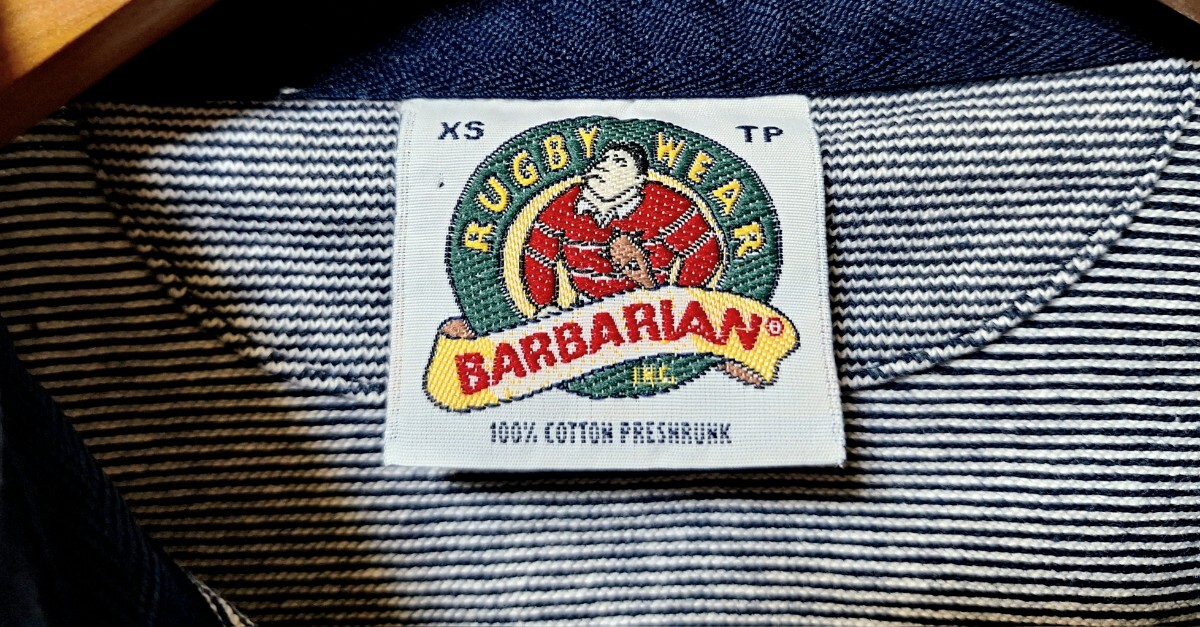 XS TP
RUGBY WEAR
BARBARIAN®
INC.
100% COTTON PRESHRUNK